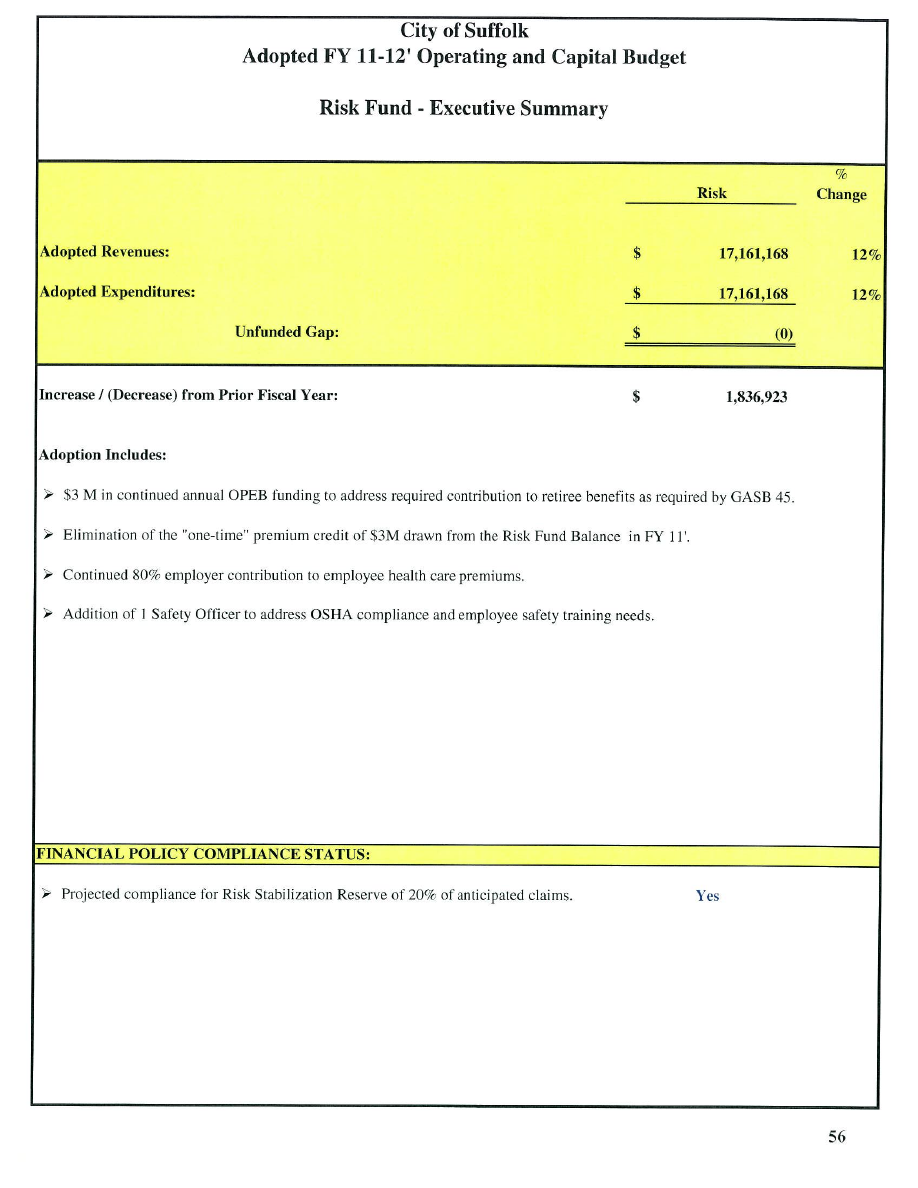 City of Suffolk
Adopted FY 11-12' Operating and Capital Budget
Risk Fund - Executive Summary
%
Risk Change
Adopted Revenues: $ 17,161,168 12%
Adopted Expenditures: $ 17,161,168 12%
Unfunded Gap: $ (0)
Increase / (Decrease) from Prior Fiscal Year: $ 1,836,923
Adoption Includes:
➢ $3 M in continued annual OPEB funding to address required contribution to retiree benefits as required by GASB 45.
➢ Elimination of the "one-time" premium credit of $3M drawn from the Risk Fund Balance in FY 11'.
➢ Continued 80% employer contribution to employee health care premiums.
➢ Addition of 1 Safety Officer to address OSHA compliance and employee safety training needs.
FINANCIAL POLICY COMPLIANCE STATUS:
➢ Projected compliance for Risk Stabilization Reserve of 20% of anticipated claims. Yes
56